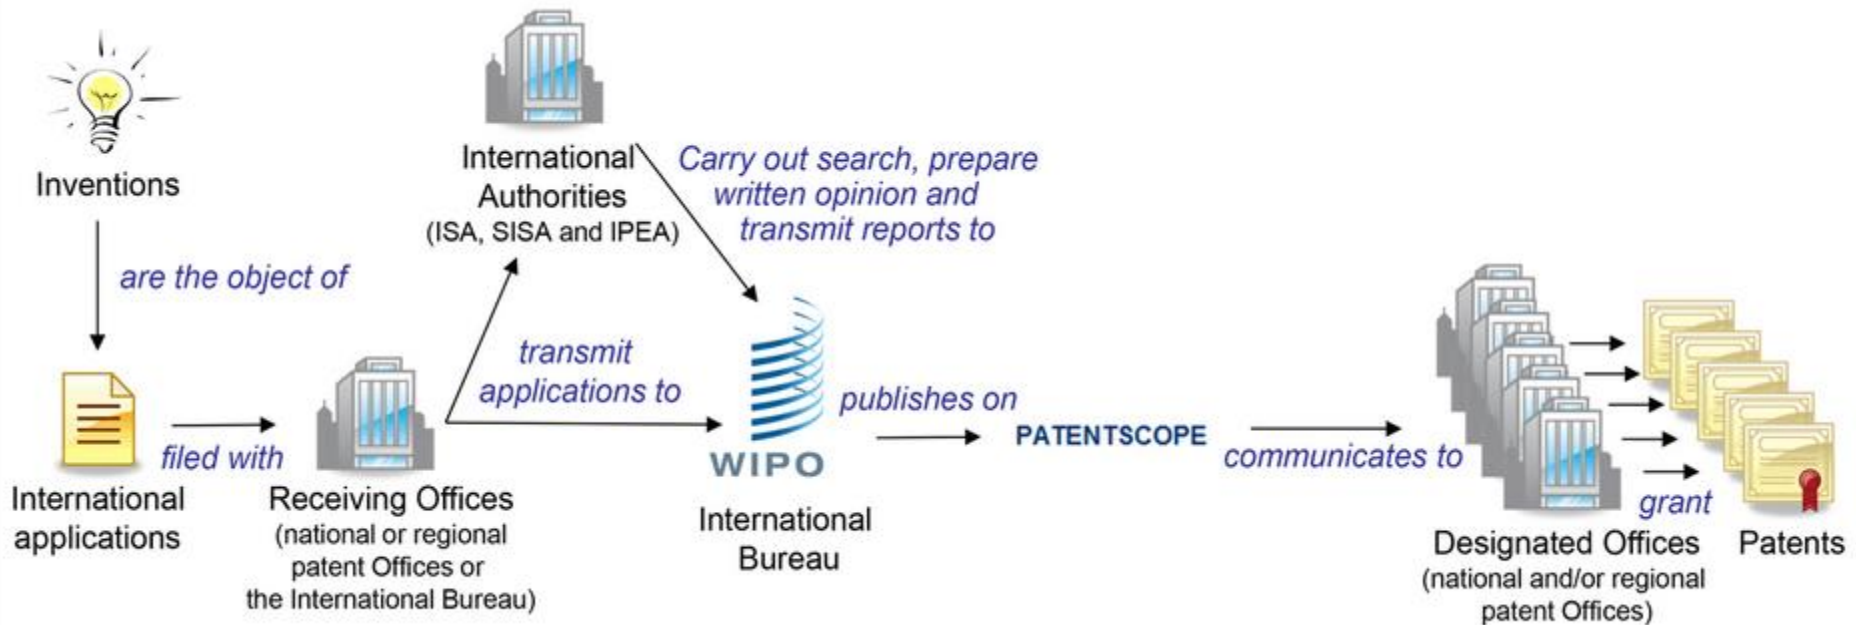 Inventions
are the object of
International
applications
filed with
Receiving Offices
(national or regional
patent Offices or
the International Bureau)
transmit
applications to
International
Authorities
(ISA, SISA and IPEA)
Carry out search, prepare
written opinion and
transmit reports to
WIPO
International
Bureau
publishes on
PATENTSCOPE
communicates to
Designated Offices
(national and/or regional
patent Offices)
grant
Patents